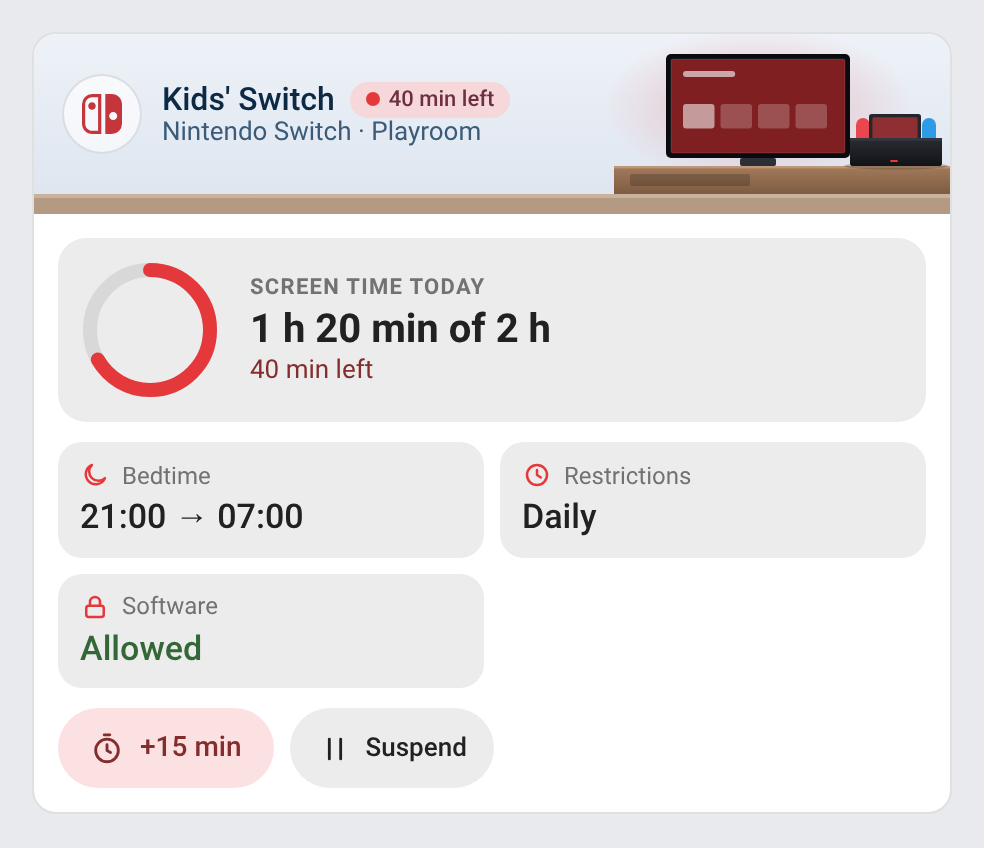 Kids' Switch
40 min left
Nintendo Switch · Playroom
SCREEN TIME TODAY
1 h 20 min of 2 h
40 min left
Bedtime
21:00 → 07:00
Restrictions
Daily
Software
Allowed
+15 min
Suspend